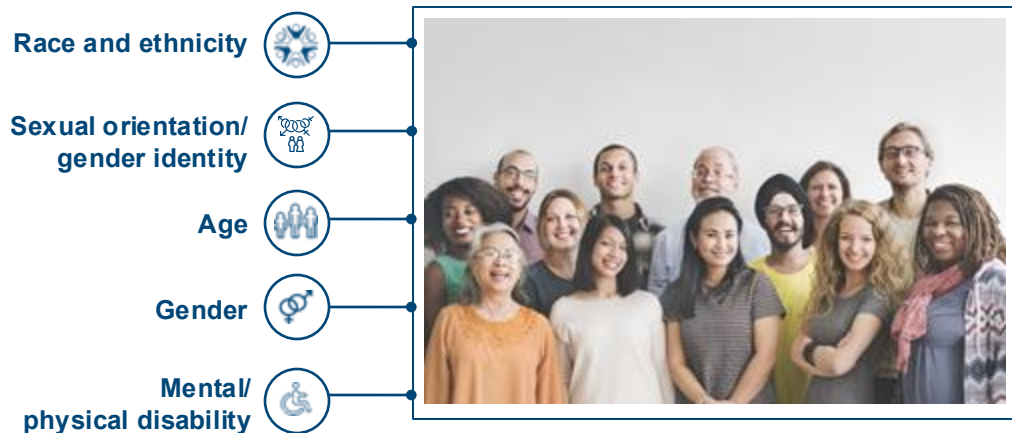 Race and ethnicity
Sexual orientation/
gender identity
Age
Gender
Mental/
physical disability